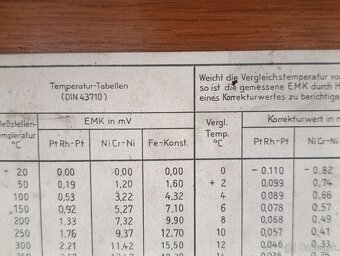 Temperatur-Tabellen
(DIN 43710)
Weicht die Vergleichstemperatur vo
so ist die gemessene EMK durch H
eines Korrekturwertes zu berichtige
eßstellen-
emperatur
°C
EMK in mV
Pt Rh-Pt Ni Cr-Ni Fe-Konst.
+ 20 0,00 0,00 0,00
50 0,19 1,20 1,60
100 0,53 3,22 4,32
150 0,92 5,27 7,10
200 1,33 7,32 9,90
250 1,76 9,37 12,70
300 2,21 11,42 15,50
Vergl.
Temp.
°C
Korrekturwert in m
Pt Rh-Pt Ni Cr-Ni
0 - 0,110 - 0,82
+ 2 0,099 0,74
4 0,089 0,66
6 0,078 0,57
8 0,068 0,49
10 0,057 0,41
12 0,046 0,33